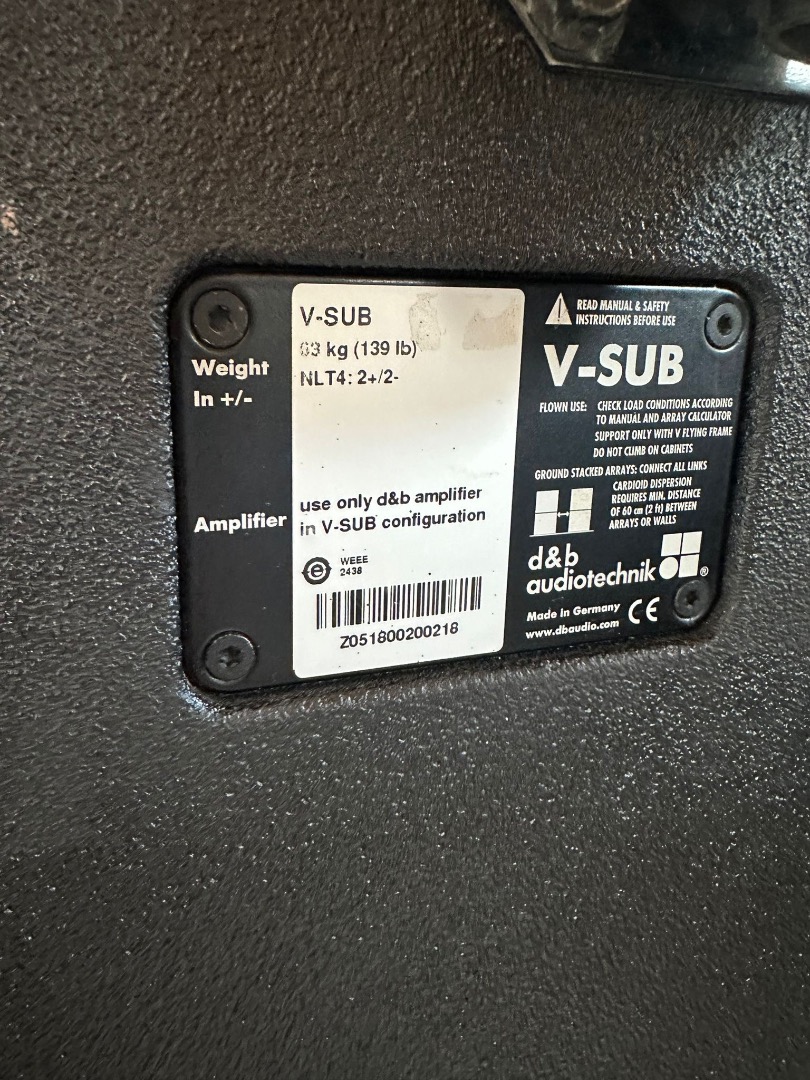 V-SUB
Weight 63 kg (139 lb)
In +/- NLT4: 2+/2-
Amplifier use only d&b amplifier
in V-SUB configuration
WEEE
2438
Z051800200218
READ MANUAL & SAFETY
INSTRUCTIONS BEFORE USE
V-SUB
FLOWN USE: CHECK LOAD CONDITIONS ACCORDING
TO MANUAL AND ARRAY CALCULATOR
SUPPORT ONLY WITH V FLYING FRAME
DO NOT CLIMB ON CABINETS
GROUND STACKED ARRAYS: CONNECT ALL LINKS
CARDIOID DISPERSION
REQUIRES MIN. DISTANCE
OF 60 cm (2 ft) BETWEEN
ARRAYS OR WALLS
d&b
audiotechnik ®
Made in Germany CE
www.dbaudio.com